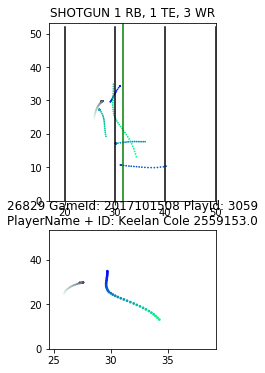 SHOTGUN 1 RB, 1 TE, 3 WR
50
40
30
20
10
0
20 30 40 50
26829 GameId: 2017101508 PlayId: 3059
PlayerName + ID: Keelan Cole 2559153.0
40
20
0
25 30 35